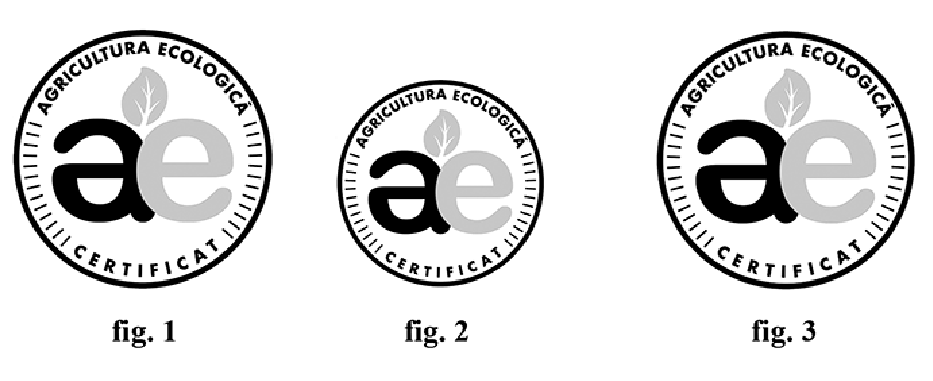 AGRICULTURA ECOLOGICĂ
ae
CERTIFICAT
fig. 1
AGRICULTURA ECOLOGICĂ
ae
CERTIFICAT
fig. 2
AGRICULTURA ECOLOGICĂ
ae
CERTIFICAT
fig. 3